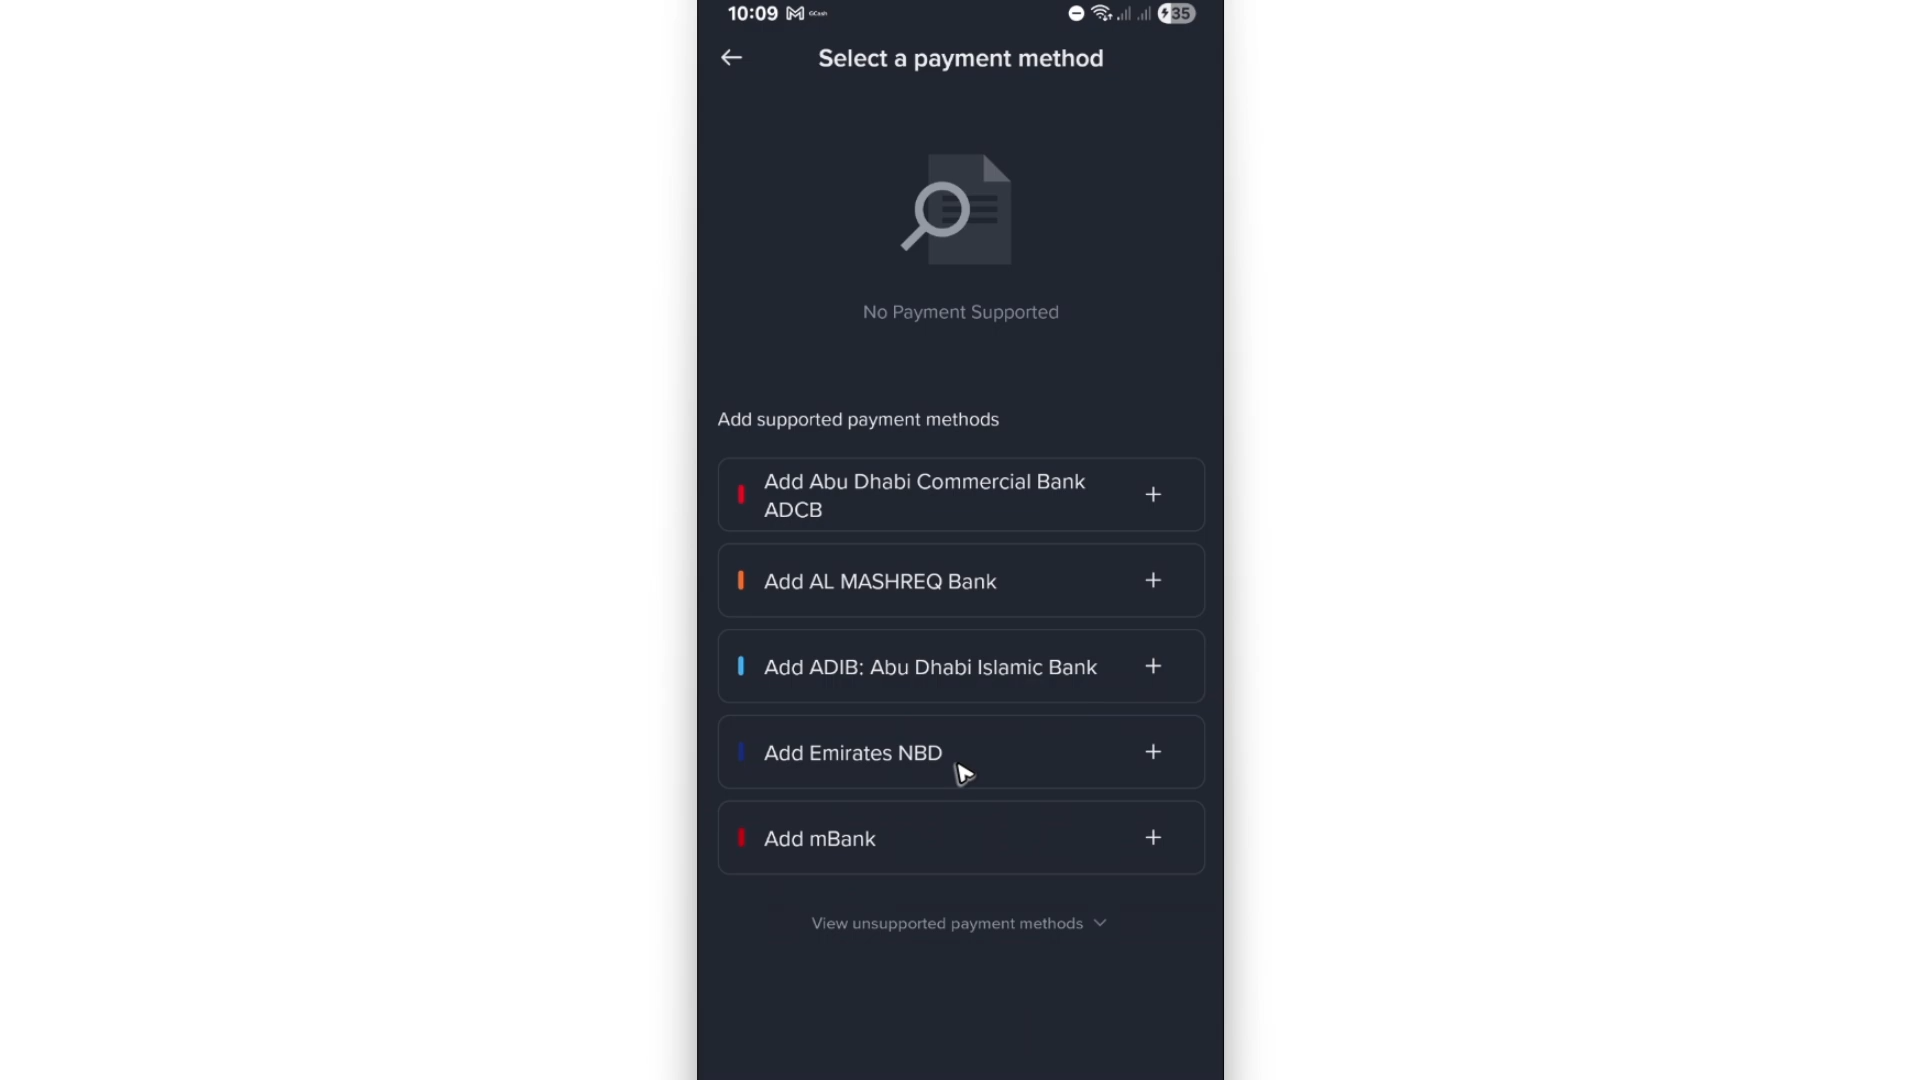 10:09 GCash 35
Select a payment method
No Payment Supported
Add supported payment methods
Add Abu Dhabi Commercial Bank
ADCB
Add AL MASHREQ Bank
Add ADIB: Abu Dhabi Islamic Bank
Add Emirates NBD
Add mBank
View unsupported payment methods